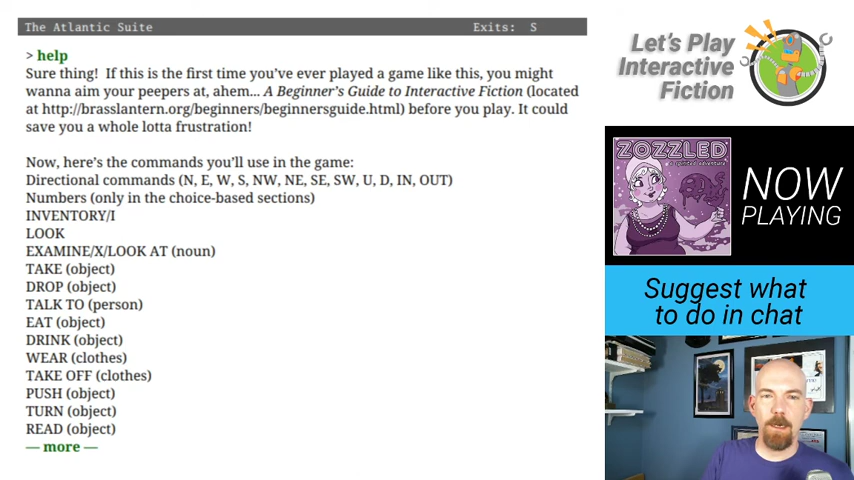 The Atlantic Suite Exits: S
> help
Sure thing! If this is the first time you've ever played a game like this, you might
wanna aim your peepers at, ahem... A Beginner's Guide to Interactive Fiction (located
at http://brasslantern.org/beginners/beginnersguide.html) before you play. It could
save you a whole lotta frustration!
Now, here's the commands you'll use in the game:
Directional commands (N, E, W, S, NW, NE, SE, SW, U, D, IN, OUT)
Numbers (only in the choice-based sections)
INVENTORY/I
LOOK
EXAMINE/X/LOOK AT (noun)
TAKE (object)
DROP (object)
TALK TO (person)
EAT (object)
DRINK (object)
WEAR (clothes)
TAKE OFF (clothes)
PUSH (object)
TURN (object)
READ (object)
— more —
Let's Play
Interactive
Fiction
ZOZZLED
a spirited adventure
NOW
PLAYING
Suggest what
to do in chat